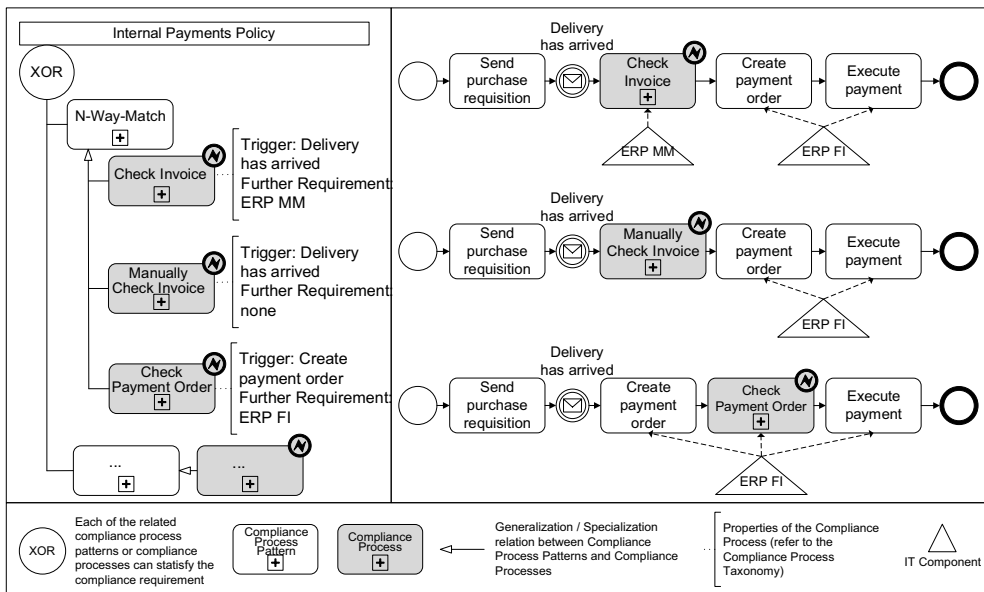 Internal Payments Policy
XOR
N-Way-Match
Check Invoice
Trigger: Delivery
has arrived
Further Requirement:
ERP MM
Manually
Check Invoice
Trigger: Delivery
has arrived
Further Requirement:
none
Check
Payment Order
Trigger: Create
payment order
Further Requirement:
ERP FI
...
...
Delivery
has arrived
Send
purchase
requisition
Check
Invoice
Create
payment
order
Execute
payment
ERP MM
ERP FI
Delivery
has arrived
Send
purchase
requisition
Manually
Check Invoice
Create
payment
order
Execute
payment
ERP FI
Delivery
has arrived
Send
purchase
requisition
Create
payment
order
Check
Payment Order
Execute
payment
ERP FI
XOR
Each of the related
compliance process
patterns or compliance
processes can statisfy the
compliance requirement
Compliance
Process
Pattern
Compliance
Process
Generalization / Specialization
relation between Compliance
Process Patterns and Compliance
Processes
Properties of the Compliance
Process (refer to the
Compliance Process
Taxonomy)
IT Component